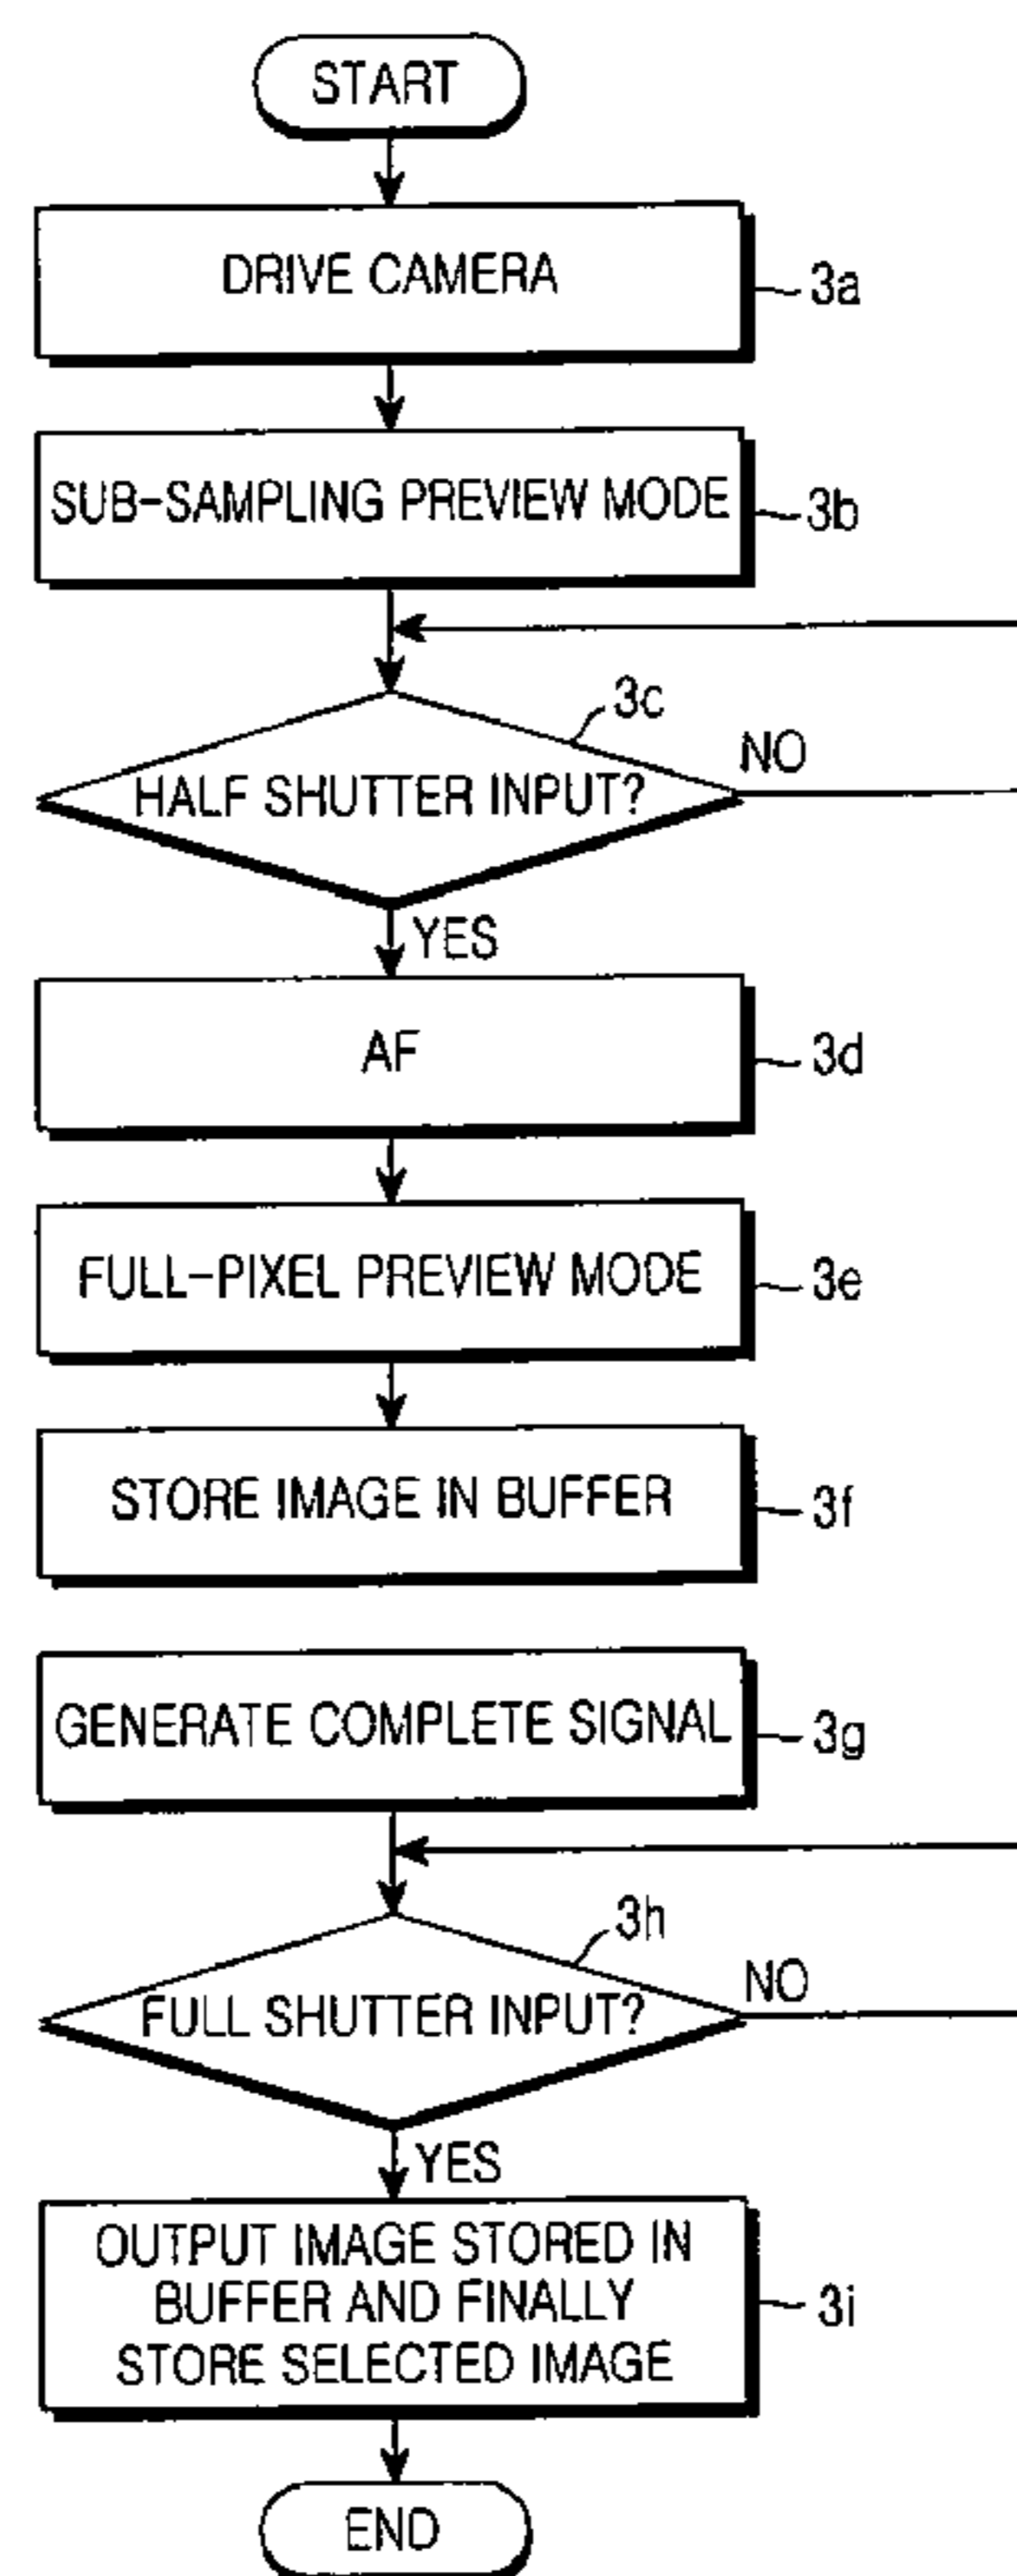 START
DRIVE CAMERA
3a
SUB-SAMPLING PREVIEW MODE
3b
3c
HALF SHUTTER INPUT?
NO
YES
AF
3d
FULL-PIXEL PREVIEW MODE
3e
STORE IMAGE IN BUFFER
3f
GENERATE COMPLETE SIGNAL
3g
3h
FULL SHUTTER INPUT?
NO
YES
OUTPUT IMAGE STORED IN
BUFFER AND FINALLY
STORE SELECTED IMAGE
3i
END